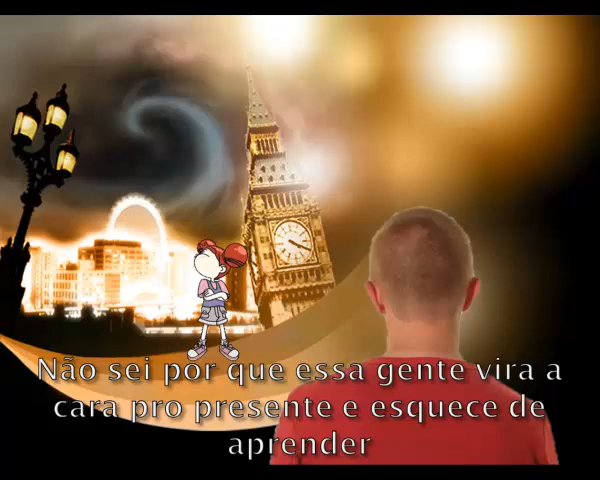 Não sei por que essa gente vira a
cara pro presente e esquece de
aprender